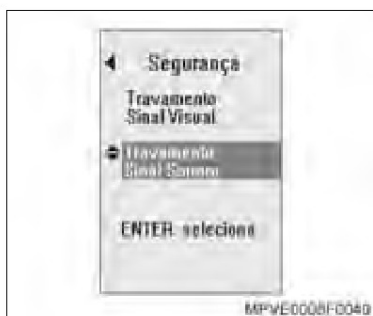 Segurança
Travamento
Sinal Visual
Travamento
Sinal Sonoro
ENTER seleciona
MPVE0008F0040